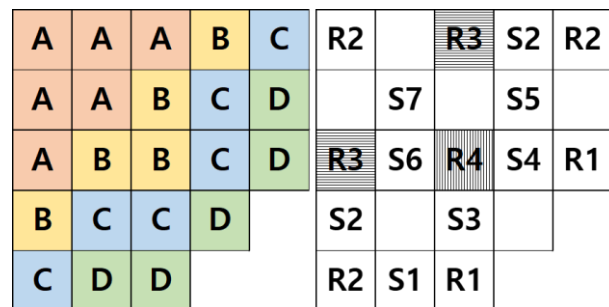 A A A B C R2 R3 S2 R2
A A B C D S7 S5
A B B C D R3 S6 R4 S4 R1
B C C D S2 S3
C D D R2 S1 R1